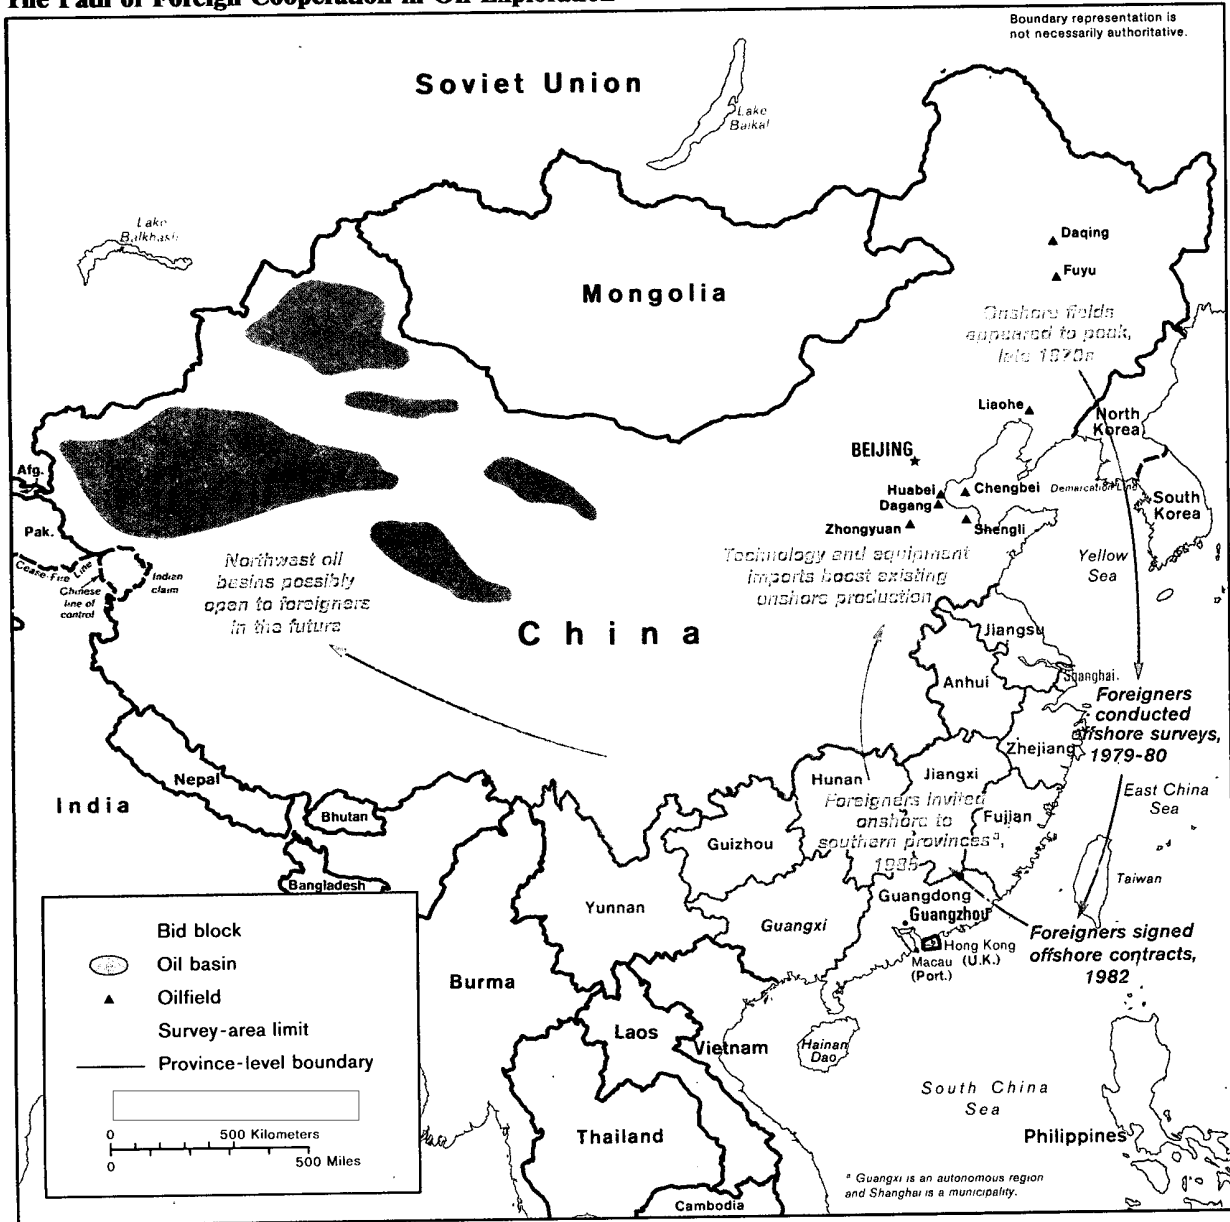 The Path of Foreign Cooperation in Oil Exploration
Boundary representation is
not necessarily authoritative.
Soviet Union
Lake
Baikal
Lake
Balkhash
Daqing
Fuyu
Mongolia
Onshore fields
appeared to peak,
late 1970s
Liaohe
North
Korea
BEIJING
Afg.
Huabei
Chengbei
Demarcation Line
Dagang
South
Korea
Pak.
Zhongyuan
Shengli
Cease-Fire Line
Chinese
line of
control
Indian
claim
Northwest oil
basins possibly
open to foreigners
in the future
Technology and equipment
imports boost existing
onshore production
Yellow
Sea
China
Jiangsu
Anhui
Shanghai
Foreigners
conducted
offshore surveys,
1979-80
Zhejiang
Nepal
Hunan
Jiangxi
India
Bhutan
East China
Sea
Foreigners invited
onshore to
southern provincesª,
1985
Fujian
Guizhou
Bangladesh
Taiwan
Yunnan
Guangxi
Guangdong
Guangzhou
Foreigners signed
offshore contracts,
1982
Hong Kong
(U.K.)
Macau
(Port.)
Burma
Laos
Vietnam
Hainan
Dao
South China
Sea
Philippines
Thailand
Cambodia
Bid block
Oil basin
Oilfield
Survey-area limit
Province-level boundary
0 500 Kilometers
0 500 Miles
ª Guangxi is an autonomous region
and Shanghai is a municipality.